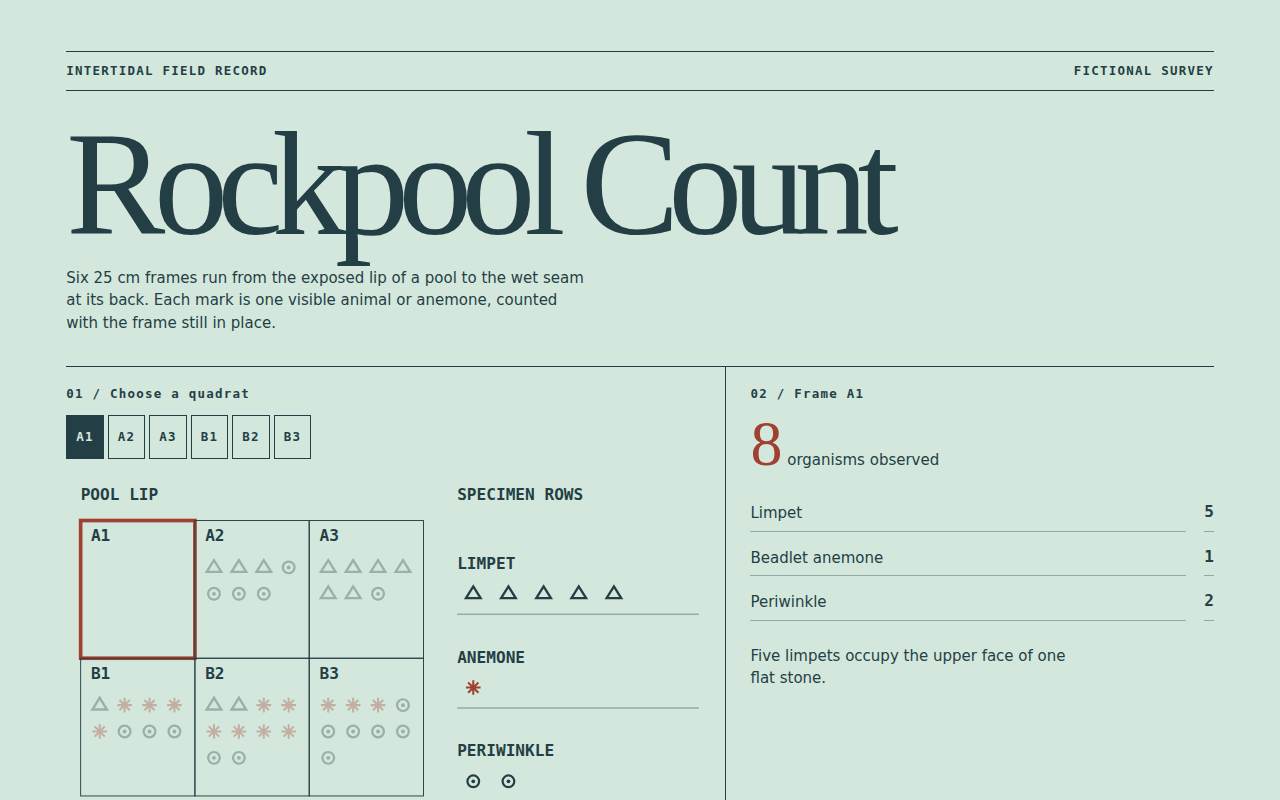 INTERTIDAL FIELD RECORD
FICTIONAL SURVEY
Rockpool Count
Six 25 cm frames run from the exposed lip of a pool to the wet seam
at its back. Each mark is one visible animal or anemone, counted
with the frame still in place.
01 / Choose a quadrat
A1 A2 A3 B1 B2 B3
POOL LIP
A1 A2 A3
B1 B2 B3
SPECIMEN ROWS
LIMPET
ANEMONE
PERIWINKLE
02 / Frame A1
8 organisms observed
Limpet 5
Beadlet anemone 1
Periwinkle 2
Five limpets occupy the upper face of one
flat stone.